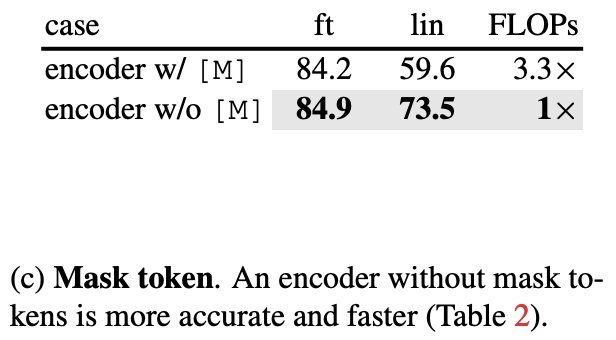 case ft lin FLOPs
encoder w/ [M] 84.2 59.6 3.3×
encoder w/o [M] 84.9 73.5 1×
(c) Mask token. An encoder without mask to-
kens is more accurate and faster (Table 2).